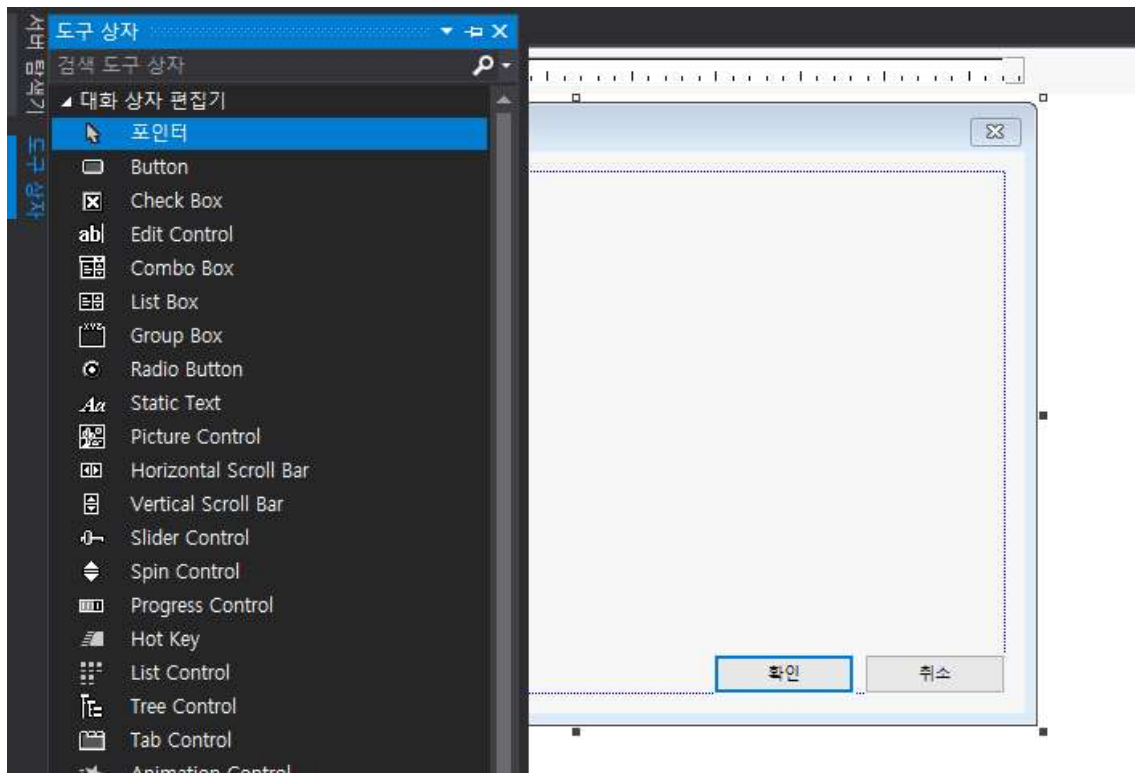 서버 탐색기
도구 상자
도구 상자
검색 도구 상자
대화 상자 편집기
포인터
Button
Check Box
Edit Control
Combo Box
List Box
Group Box
Radio Button
Static Text
Picture Control
Horizontal Scroll Bar
Vertical Scroll Bar
Slider Control
Spin Control
Progress Control
Hot Key
List Control
Tree Control
Tab Control
Animation Control
확인
취소